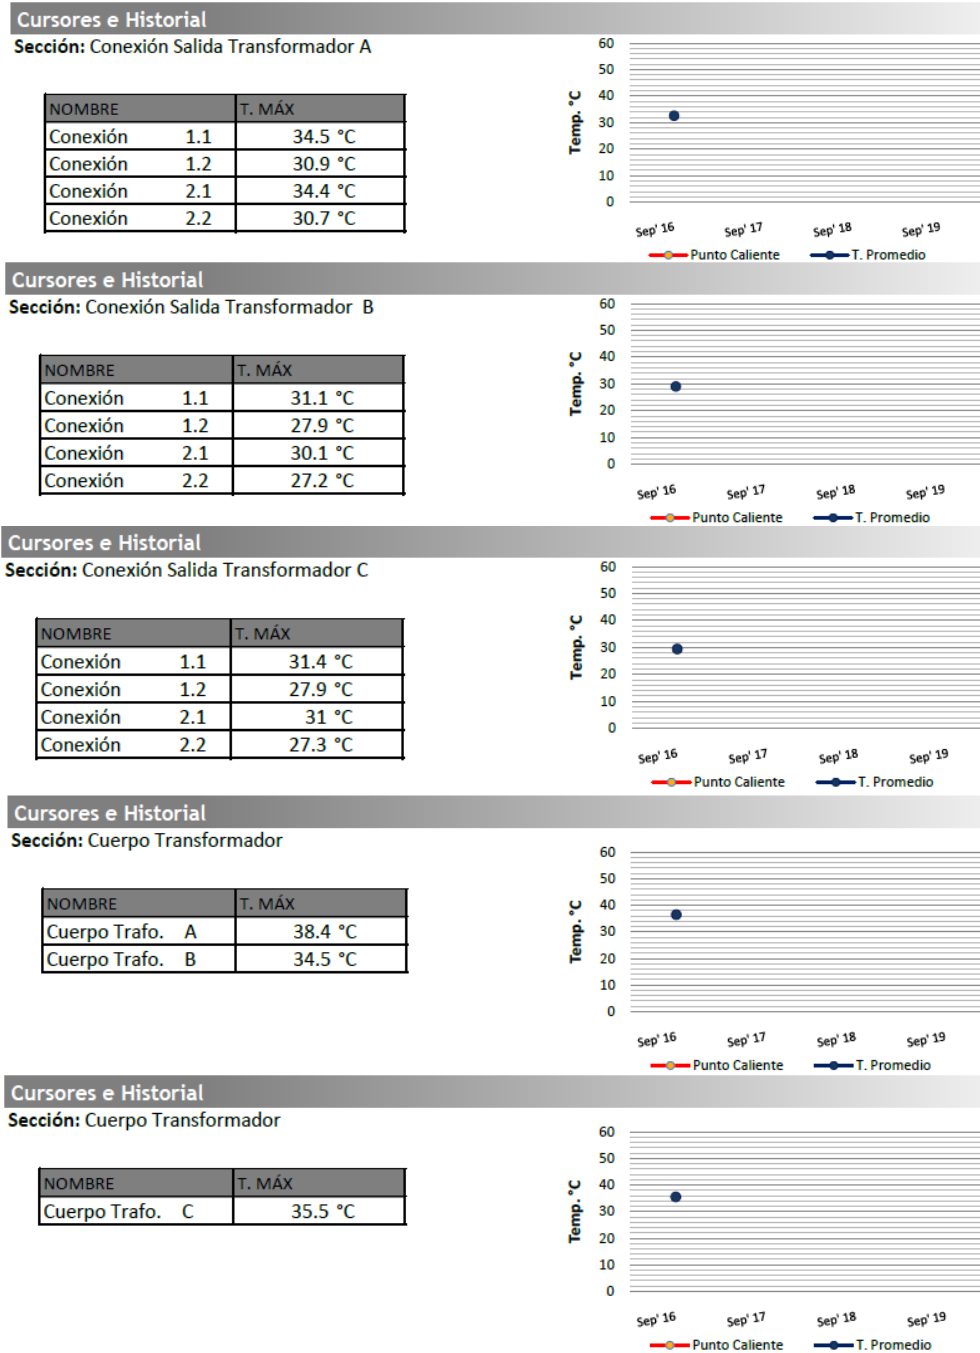 Cursores e Historial
Sección: Conexión Salida Transformador A
NOMBRE T. MÁX
Conexión 1.1 34.5 °C
Conexión 1.2 30.9 °C
Conexión 2.1 34.4 °C
Conexión 2.2 30.7 °C
Temp. °C
60
50
40
30
20
10
0
Sep' 16 Sep' 17 Sep' 18 Sep' 19
Punto Caliente T. Promedio
Cursores e Historial
Sección: Conexión Salida Transformador B
NOMBRE T. MÁX
Conexión 1.1 31.1 °C
Conexión 1.2 27.9 °C
Conexión 2.1 30.1 °C
Conexión 2.2 27.2 °C
Temp. °C
60
50
40
30
20
10
0
Sep' 16 Sep' 17 Sep' 18 Sep' 19
Punto Caliente T. Promedio
Cursores e Historial
Sección: Conexión Salida Transformador C
NOMBRE T. MÁX
Conexión 1.1 31.4 °C
Conexión 1.2 27.9 °C
Conexión 2.1 31 °C
Conexión 2.2 27.3 °C
Temp. °C
60
50
40
30
20
10
0
Sep' 16 Sep' 17 Sep' 18 Sep' 19
Punto Caliente T. Promedio
Cursores e Historial
Sección: Cuerpo Transformador
NOMBRE T. MÁX
Cuerpo Trafo. A 38.4 °C
Cuerpo Trafo. B 34.5 °C
Temp. °C
60
50
40
30
20
10
0
Sep' 16 Sep' 17 Sep' 18 Sep' 19
Punto Caliente T. Promedio
Cursores e Historial
Sección: Cuerpo Transformador
NOMBRE T. MÁX
Cuerpo Trafo. C 35.5 °C
Temp. °C
60
50
40
30
20
10
0
Sep' 16 Sep' 17 Sep' 18 Sep' 19
Punto Caliente T. Promedio